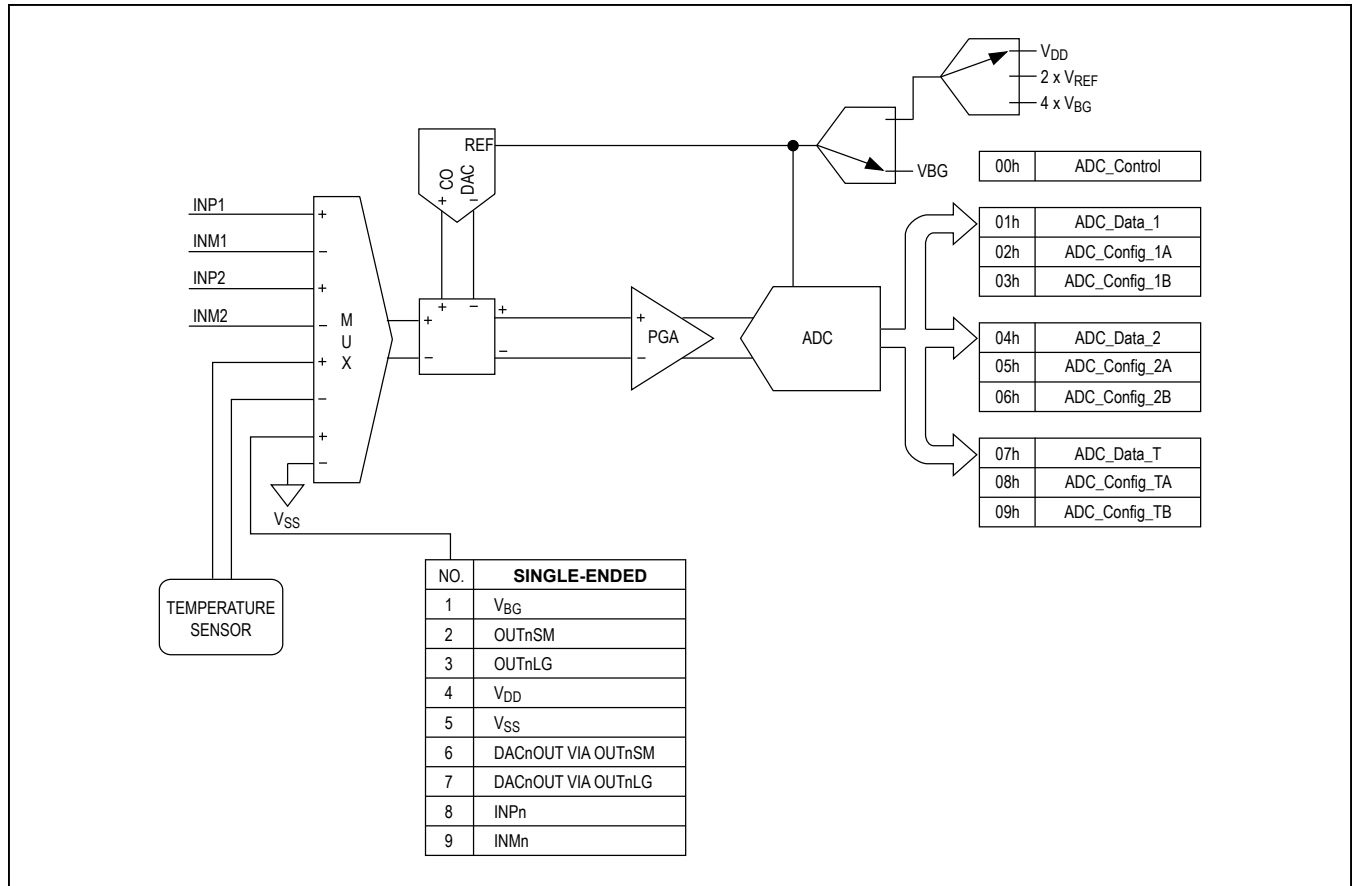 VDD
2 x VREF
4 x VBG
REF
CO
DAC
+ −
VBG
00h ADC_Control
INP1
INM1
INP2
INM2
+
−
+
−
+
−
+
−
MUX
+ −
+
−
+
−
+
−
PGA
ADC
01h ADC_Data_1
02h ADC_Config_1A
03h ADC_Config_1B
04h ADC_Data_2
05h ADC_Config_2A
06h ADC_Config_2B
07h ADC_Data_T
08h ADC_Config_TA
09h ADC_Config_TB
VSS
TEMPERATURE
SENSOR
NO. SINGLE-ENDED
1 VBG
2 OUTnSM
3 OUTnLG
4 VDD
5 VSS
6 DACnOUT VIA OUTnSM
7 DACnOUT VIA OUTnLG
8 INPn
9 INMn